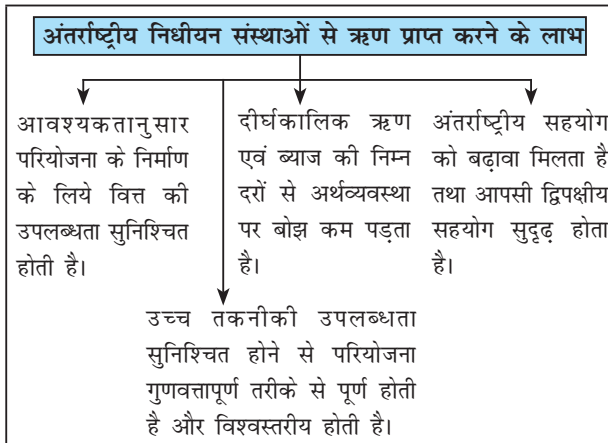 अंतर्राष्ट्रीय निधीयन संस्थाओं से ऋण प्राप्त करने के लाभ
आवश्यकतानुसार
परियोजना के निर्माण
के लिये वित्त की
उपलब्धता सुनिश्चित
होती है।
दीर्घकालिक ऋण
एवं ब्याज की निम्न
दरों से अर्थव्यवस्था
पर बोझ कम पड़ता
है।
अंतर्राष्ट्रीय सहयोग
को बढ़ावा मिलता है
तथा आपसी द्विपक्षीय
सहयोग सुदृढ़ होता
है।
उच्च तकनीकी उपलब्धता
सुनिश्चित होने से परियोजना
गुणवत्तापूर्ण तरीके से पूर्ण होती
है और विश्वस्तरीय होती है।